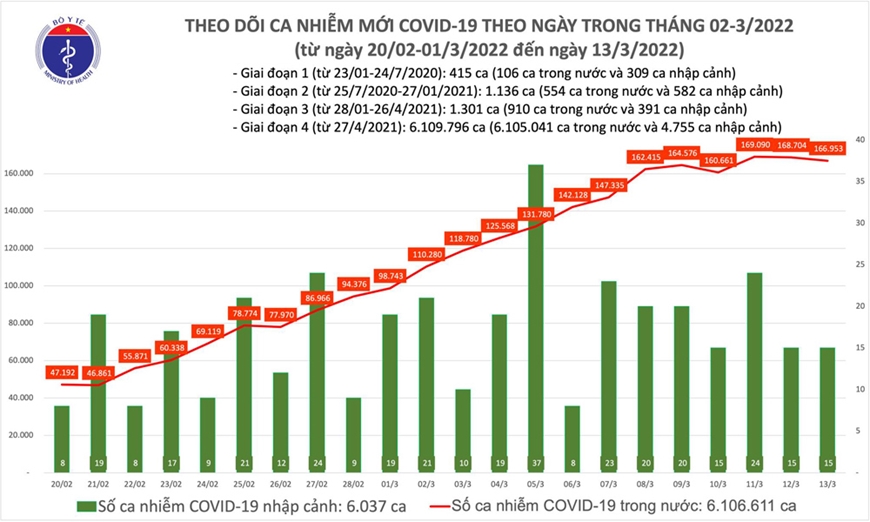 BỘ Y TẾ
MINISTRY OF HEALTH
THEO DÕI CA NHIỄM MỚI COVID-19 THEO NGÀY TRONG THÁNG 02-3/2022
(từ ngày 20/02-01/3/2022 đến ngày 13/3/2022)
- Giai đoạn 1 (từ 23/01-24/7/2020): 415 ca (106 ca trong nước và 309 ca nhập cảnh)
- Giai đoạn 2 (từ 25/7/2020-27/01/2021): 1.136 ca (554 ca trong nước và 582 ca nhập cảnh)
- Giai đoạn 3 (từ 28/01-26/4/2021): 1.301 ca (910 ca trong nước và 391 ca nhập cảnh)
- Giai đoạn 4 (từ 27/4/2021): 6.109.796 ca (6.105.041 ca trong nước và 4.755 ca nhập cảnh)
160.000
140.000
120.000
100.000
80.000
60.000
40.000
20.000
-
40
35
30
25
20
15
10
5
-
47.192 46.861 55.871 60.338 69.119 78.774 77.970 86.966 94.376 98.743 110.280 118.780 125.568 131.780 142.128 147.335 162.415 164.576 160.661 169.090 168.704 166.953
8 19 8 17 9 21 12 24 9 19 21 10 19 37 8 23 20 20 15 24 15 15
20/02 21/02 22/02 23/02 24/02 25/02 26/02 27/02 28/02 01/3 02/3 03/3 04/3 05/3 06/3 07/3 08/3 09/3 10/3 11/3 12/3 13/3
Số ca nhiễm COVID-19 nhập cảnh: 6.037 ca
Số ca nhiễm COVID-19 trong nước: 6.106.611 ca